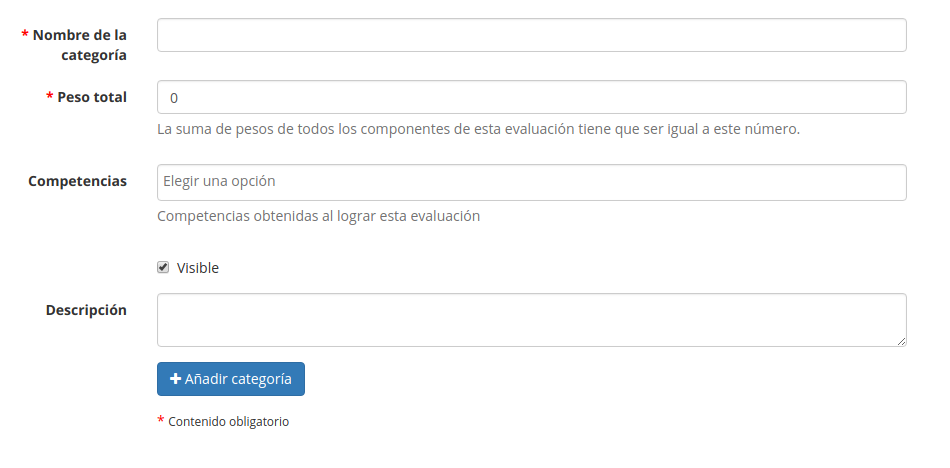 * Nombre de la
categoría
* Peso total
0
La suma de pesos de todos los componentes de esta evaluación tiene que ser igual a este número.
Competencias
Elegir una opción
Competencias obtenidas al lograr esta evaluación
Visible
Descripción
Añadir categoría
* Contenido obligatorio